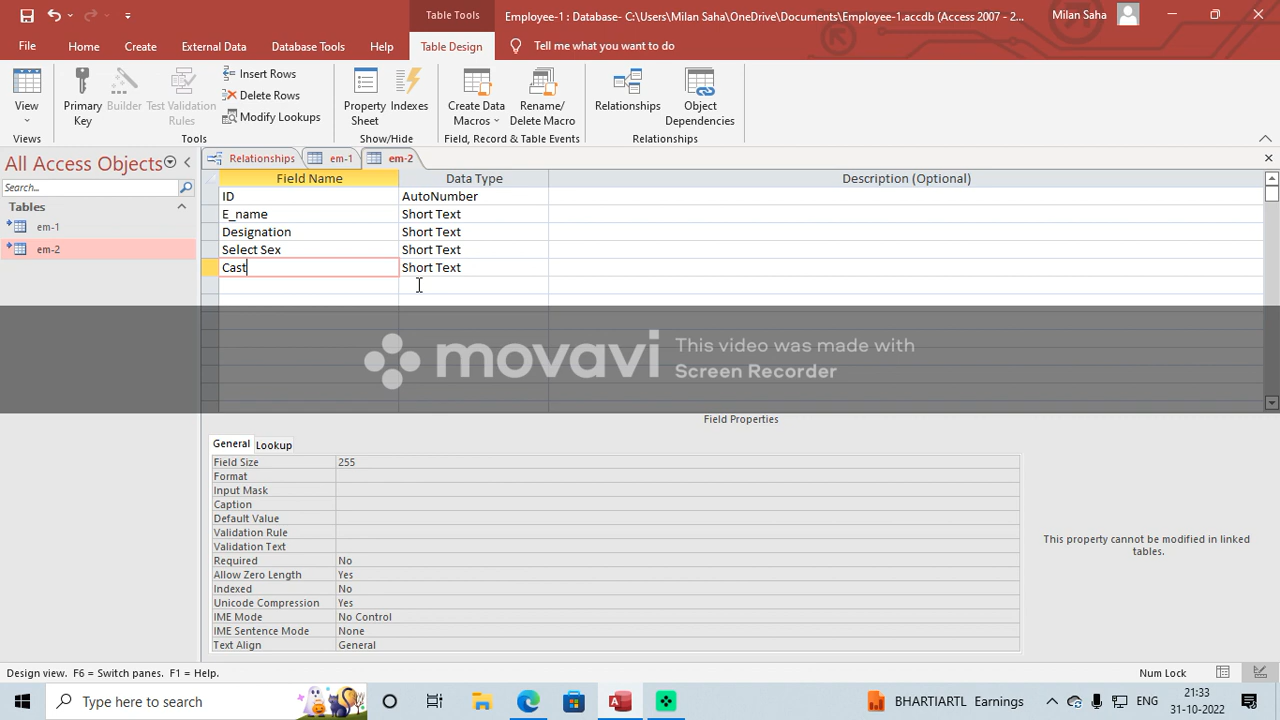 Table Tools
Employee-1 : Database- C:\Users\Milan Saha\OneDrive\Documents\Employee-1.accdb (Access 2007 - 2...
Milan Saha
File Home Create External Data Database Tools Help Table Design Tell me what you want to do
View
Views
Primary Key
Builder
Test Validation Rules
Insert Rows
Delete Rows
Modify Lookups
Tools
Property Sheet
Indexes
Show/Hide
Create Data Macros
Rename/ Delete Macro
Field, Record & Table Events
Relationships
Object Dependencies
Relationships
All Access Objects
Search...
Tables
em-1
em-2
Relationships em-1 em-2
Field Name Data Type Description (Optional)
ID AutoNumber
E_name Short Text
Designation Short Text
Select Sex Short Text
Cast Short Text
movavi
This video was made with
Screen Recorder
Field Properties
General Lookup
Field Size 255
Format
Input Mask
Caption
Default Value
Validation Rule
Validation Text
Required No
Allow Zero Length Yes
Indexed No
Unicode Compression Yes
IME Mode No Control
IME Sentence Mode None
Text Align General
This property cannot be modified in linked
tables.
Design view. F6 = Switch panes. F1 = Help.
Num Lock
Type here to search
BHARTIARTL Earnings
ENG
21:33
31-10-2022